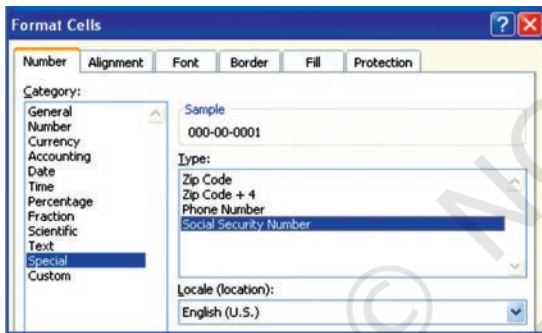 Format Cells
Number Alignment Font Border Fill Protection
Category:
General
Number
Currency
Accounting
Date
Time
Percentage
Fraction
Scientific
Text
Special
Custom
Sample
000-00-0001
Type:
Zip Code
Zip Code + 4
Phone Number
Social Security Number
Locale (location):
English (U.S.)